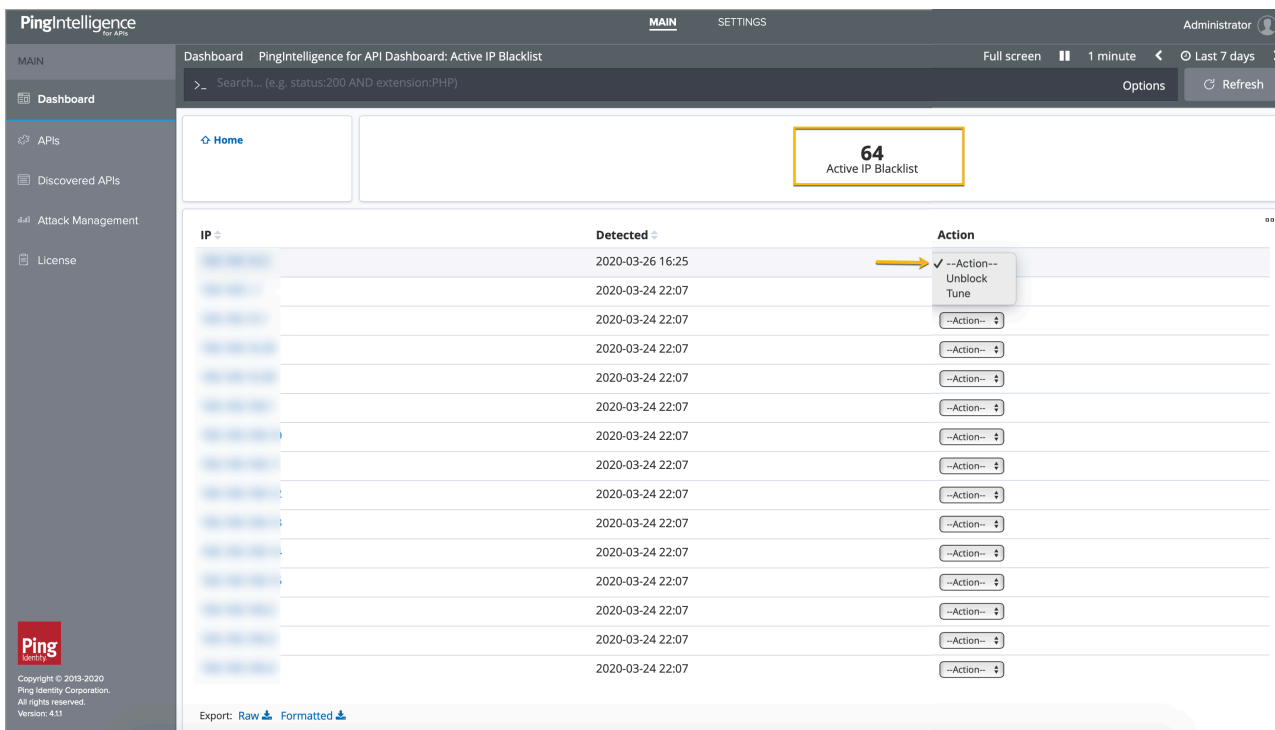 PingIntelligence
for APIs
MAIN SETTINGS
Administrator
MAIN
Dashboard PingIntelligence for API Dashboard: Active IP Blacklist
Full screen 1 minute Last 7 days
>_ Search... (e.g. status:200 AND extension:PHP)
Options Refresh
Dashboard
APIs
Discovered APIs
Attack Management
License
Home
64
Active IP Blacklist
IP Detected Action
2020-03-26 16:25
✓ --Action--
Unblock
Tune
2020-03-24 22:07
2020-03-24 22:07 --Action--
2020-03-24 22:07 --Action--
2020-03-24 22:07 --Action--
2020-03-24 22:07 --Action--
2020-03-24 22:07 --Action--
2020-03-24 22:07 --Action--
2020-03-24 22:07 --Action--
2020-03-24 22:07 --Action--
2020-03-24 22:07 --Action--
2020-03-24 22:07 --Action--
2020-03-24 22:07 --Action--
2020-03-24 22:07 --Action--
2020-03-24 22:07 --Action--
Export: Raw Formatted
Ping
Identity.
Copyright © 2013-2020
Ping Identity Corporation.
All rights reserved.
Version: 4.1.1